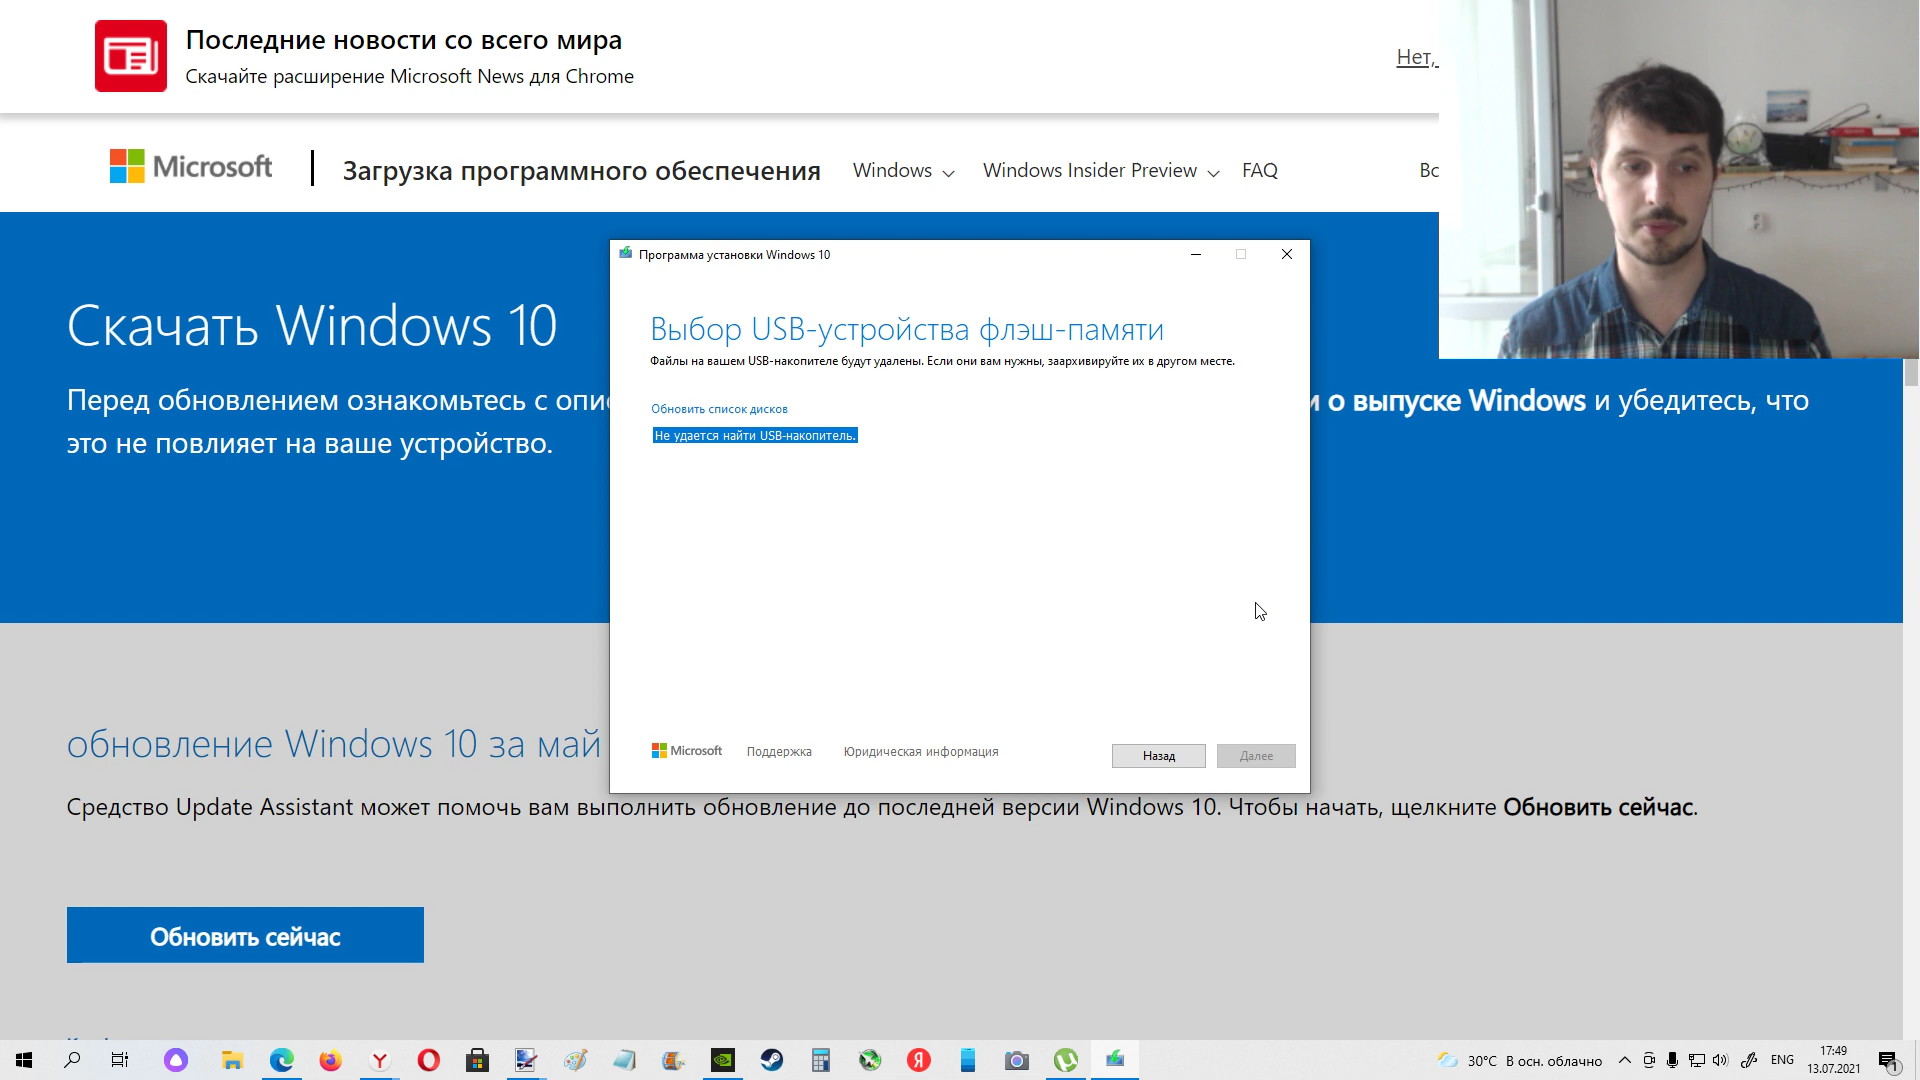 Последние новости со всего мира
Скачайте расширение Microsoft News для Chrome
Нет,
Microsoft
Загрузка программного обеспечения
Windows
Windows Insider Preview
FAQ
Вс
Скачать Windows 10
Перед обновлением ознакомьтесь с
о выпуске Windows и убедитесь, что
это не повлияет на ваше устройство.
Программа установки Windows 10
Выбор USB-устройства флэш-памяти
Файлы на вашем USB-накопителе будут удалены. Если они вам нужны, заархивируйте их в другом месте.
Обновить список дисков
Не удается найти USB-накопитель.
Microsoft
Поддержка
Юридическая информация
Назад
Далее
обновление Windows 10 за май
Средство Update Assistant может помочь вам выполнить обновление до последней версии Windows 10. Чтобы начать, щелкните Обновить сейчас.
Обновить сейчас
30°C В осн. облачно
ENG
17:49
13.07.2021
1